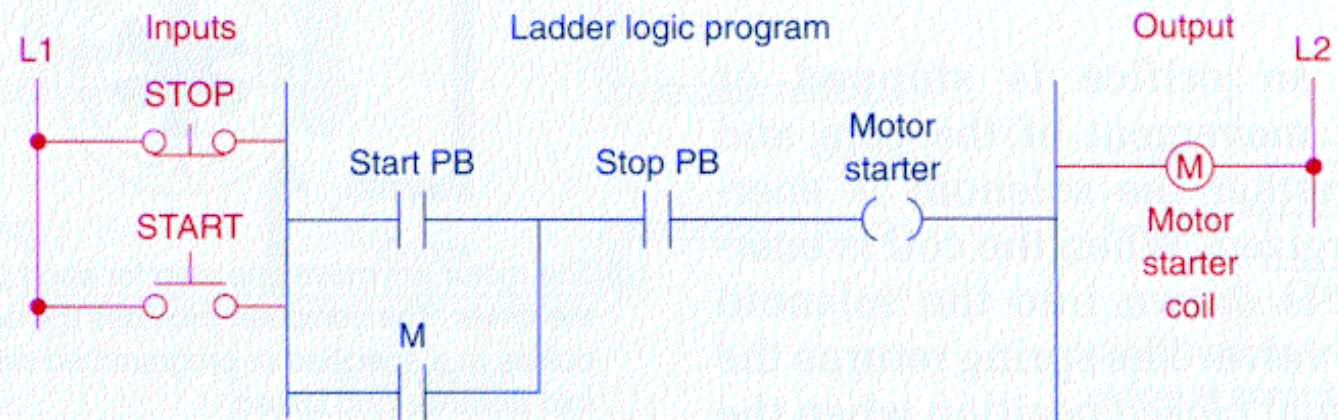 Inputs
Ladder logic program
Output
L1
L2
STOP
START
Start PB
Stop PB
Motor
starter
M
M
Motor
starter
coil